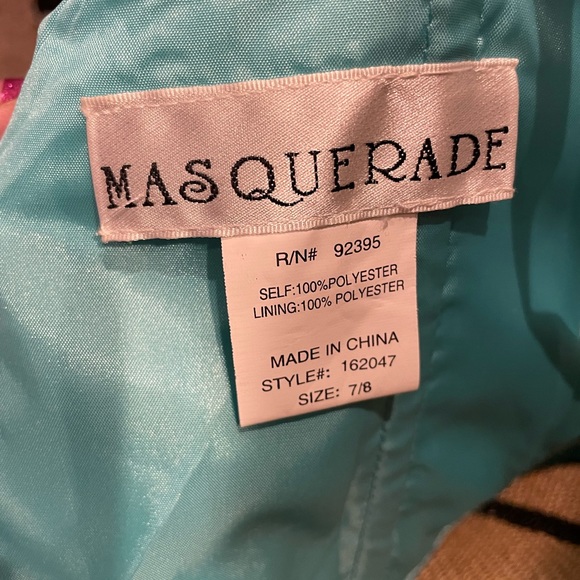 MASQUERADE
R/N# 92395
SELF:100%POLYESTER
LINING:100% POLYESTER
MADE IN CHINA
STYLE#: 162047
SIZE: 7/8